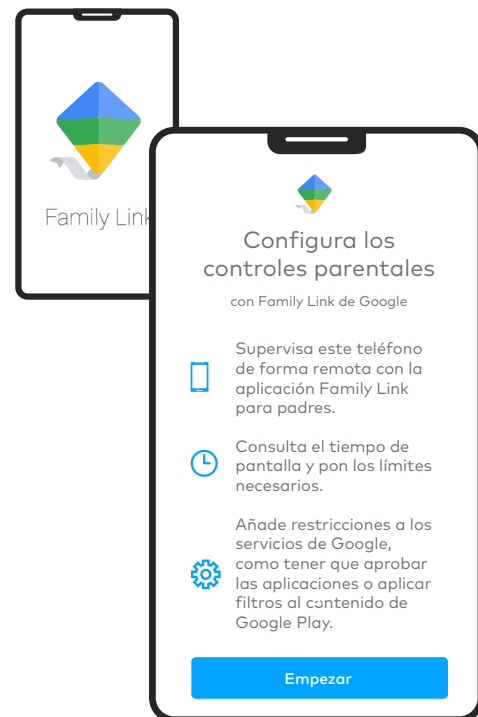 Family Link
Configura los
controles parentales
con Family Link de Google
Supervisa este teléfono
de forma remota con la
aplicación Family Link
para padres.
Consulta el tiempo de
pantalla y pon los límites
necesarios.
Añade restricciones a los
servicios de Google,
como tener que aprobar
las aplicaciones o aplicar
filtros al contenido de
Google Play.
Empezar